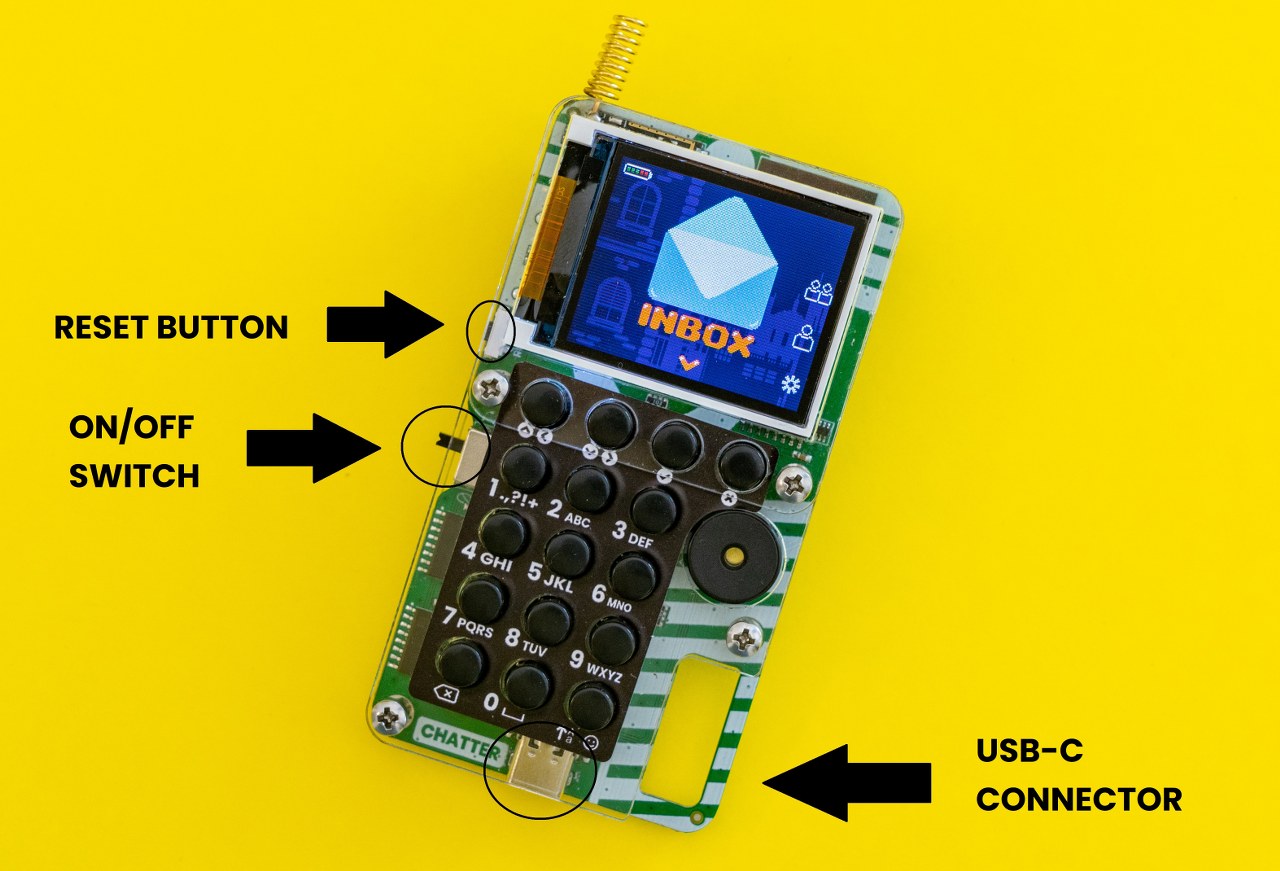 INBOX
RESET BUTTON
ON/OFF
SWITCH
1.,?!+ 2 ABC 3 DEF
4 GHI 5 JKL 6 MNO
7 PQRS 8 TUV 9 WXYZ
0
CHATTER
USB-C
CONNECTOR